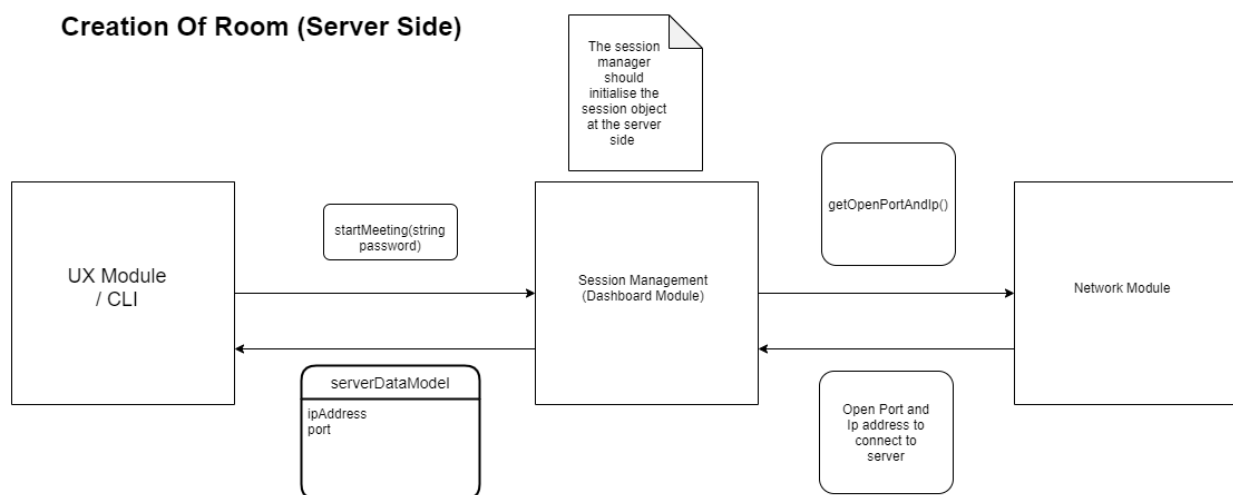 Creation Of Room (Server Side)
The session
manager
should
initialise the
session object
at the server
side
UX Module
/ CLI
startMeeting(string
password)
Session Management
(Dashboard Module)
getOpenPortAndIp()
Network Module
serverDataModel
ipAddress
port
Open Port and
Ip address to
connect to
server